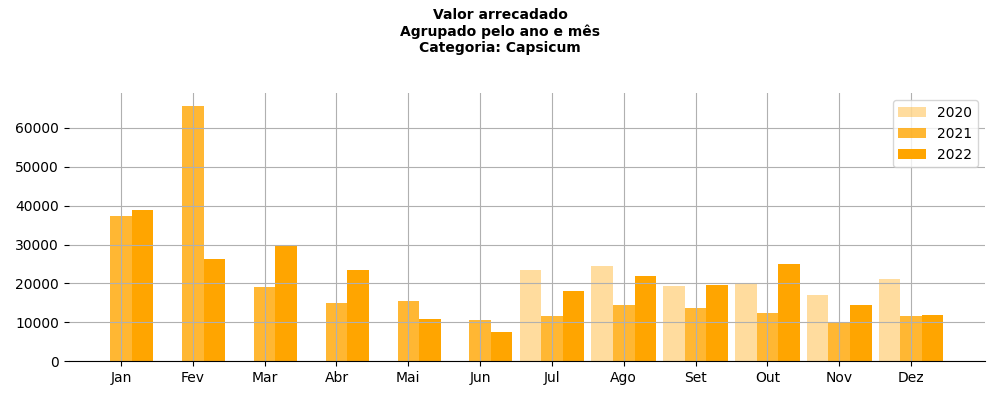 Valor arrecadado
Agrupado pelo ano e mês
Categoria: Capsicum
2020
2021
2022
60000
50000
40000
30000
20000
10000
0
Jan Fev Mar Abr Mai Jun Jul Ago Set Out Nov Dez